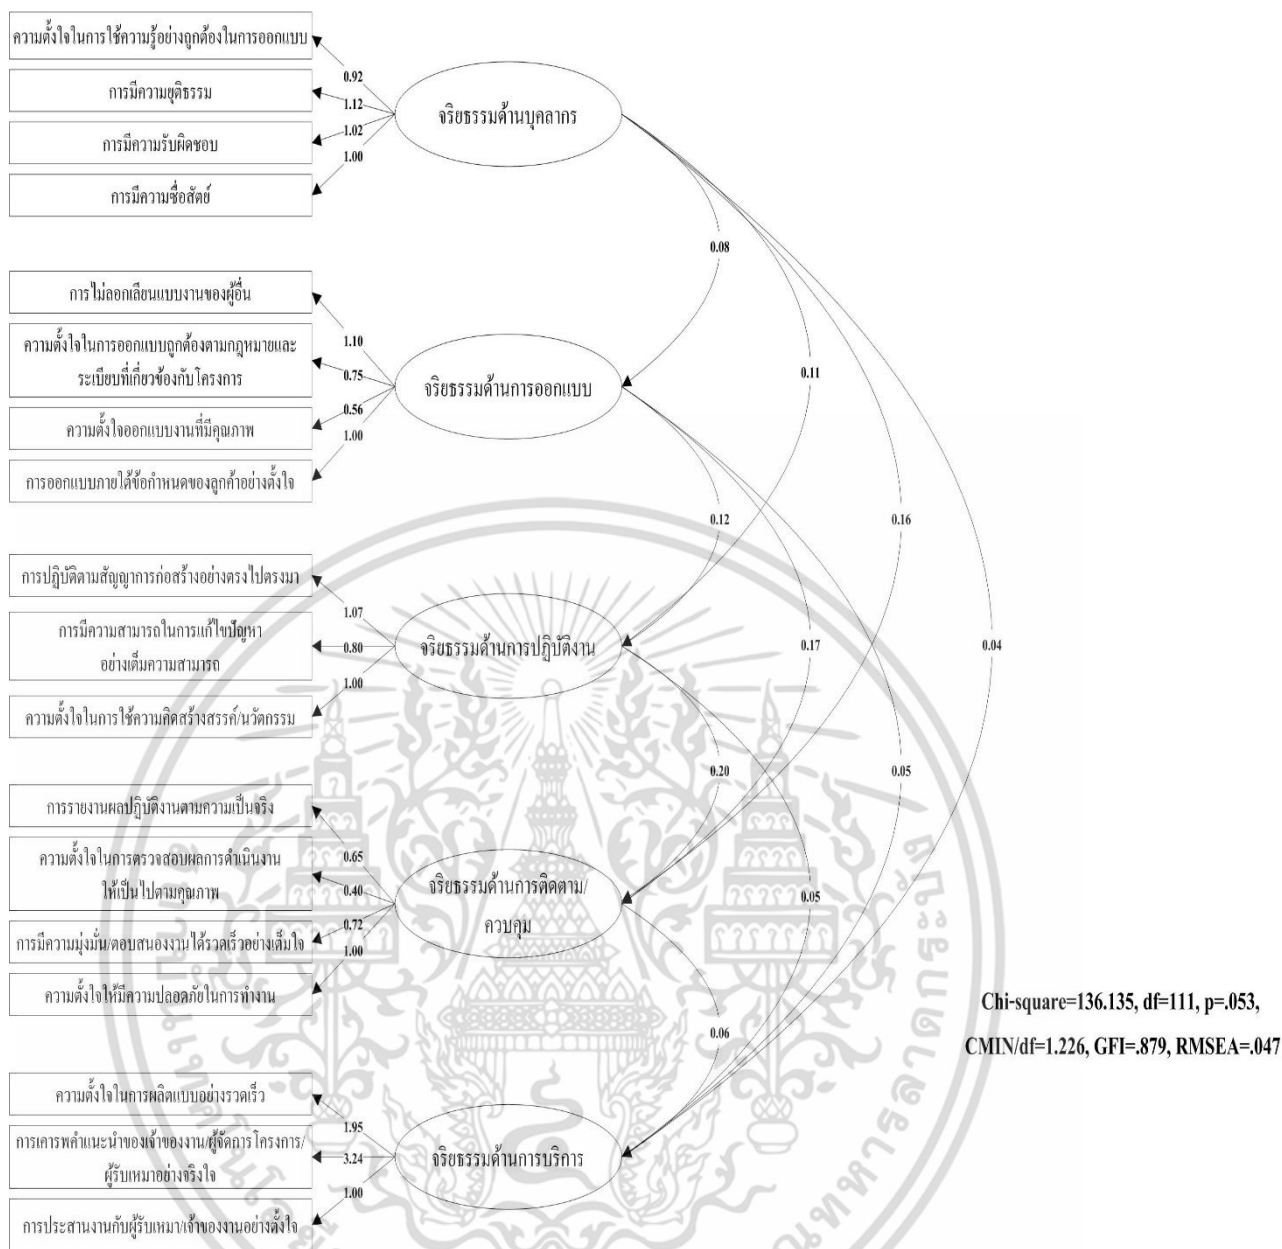 ความตั้งใจในการใช้ความรู้อย่างถูกต้องในการออกแบบ
0.92
การมีความยุติธรรม
1.12
จริยธรรมด้านบุคลากร
การมีความรับผิดชอบ
1.02
1.00
การมีความซื่อสัตย์
0.08
การไม่ลอกเลียนแบบงานของผู้อื่น
1.10
ความตั้งใจในการออกแบบถูกต้องตามกฎหมายและ
ระเบียบที่เกี่ยวข้องกับโครงการ
0.75
จริยธรรมด้านการออกแบบ
0.11
0.56
ความตั้งใจออกแบบงานที่มีคุณภาพ
1.00
การออกแบบภายใต้ข้อกำหนดของลูกค้าอย่างตั้งใจ
0.12
0.16
การปฏิบัติตามสัญญาการก่อสร้างอย่างตรงไปตรงมา
1.07
การมีความสามารถในการแก้ไขปัญหา
อย่างเต็มความสามารถ
0.80
จริยธรรมด้านการปฏิบัติงาน
0.17
0.04
1.00
ความตั้งใจในการใช้ความคิดสร้างสรรค์/นวัตกรรม
0.20
0.05
การรายงานผลปฏิบัติงานตามความเป็นจริง
0.65
ความตั้งใจในการตรวจสอบผลการดำเนินงาน
ให้เป็นไปตามคุณภาพ
0.40
จริยธรรมด้านการติดตาม/
ควบคุม
0.05
0.72
การมีความมุ่งมั่น/ตอบสนองงานได้รวดเร็วอย่างเต็มใจ
1.00
ความตั้งใจให้มีความปลอดภัยในการทำงาน
Chi-square=136.135, df=111, p=.053,
CMIN/df=1.226, GFI=.879, RMSEA=.047
0.06
ความตั้งใจในการผลิตแบบอย่างรวดเร็ว
1.95
การเคารพคำแนะนำของเจ้าของงาน/ผู้จัดการโครงการ/
ผู้รับเหมาอย่างจริงใจ
3.24
จริยธรรมด้านการบริการ
1.00
การประสานงานกับผู้รับเหมา/เจ้าของงานอย่างตั้งใจ